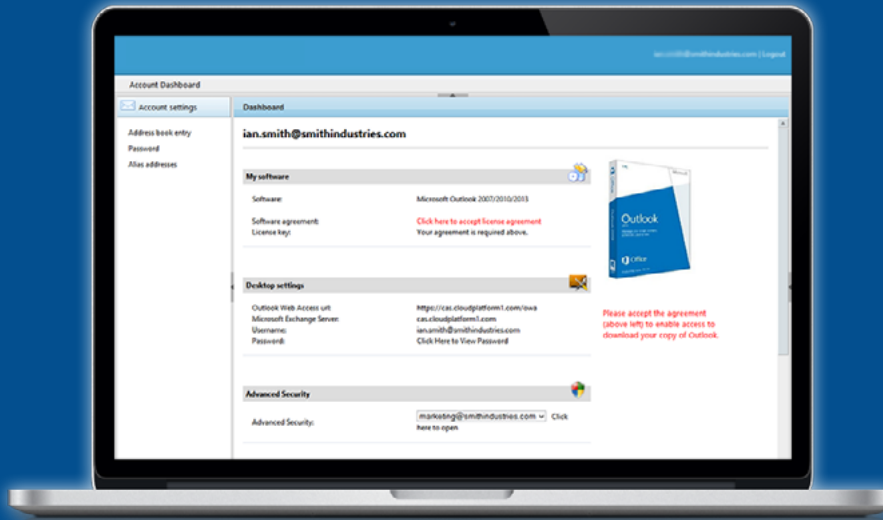 @smithindustries.com | Logout
Account Dashboard
Account settings
Dashboard
Address book entry
Password
Alias addresses
ian.smith@smithindustries.com
My software
Software: Microsoft Outlook 2007/2010/2013
Software agreement: Click here to accept license agreement
License key: Your agreement is required above.
Outlook
Office
Desktop settings
Outlook Web Access url: https://cas.cloudplatform1.com/owa
Microsoft Exchange Server: cas.cloudplatform1.com
Username: ian.smith@smithindustries.com
Password: Click Here to View Password
Please accept the agreement
(above left) to enable access to
download your copy of Outlook.
Advanced Security
Advanced Security: marketing@smithindustries.com Click
here to open